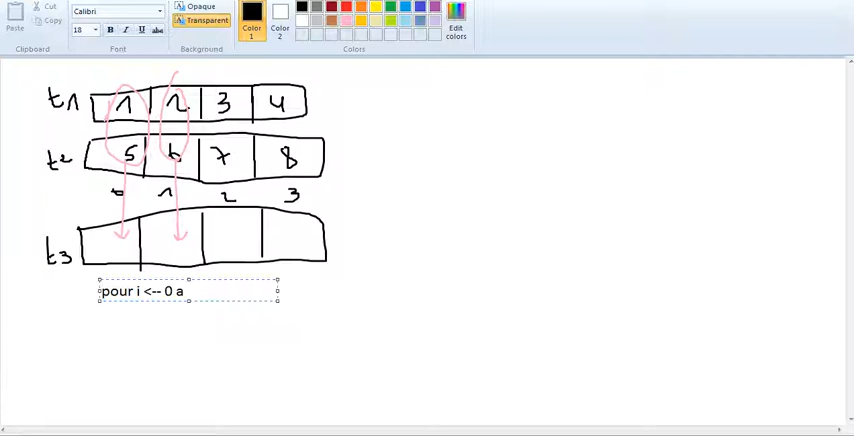 Cut
Copy
Paste
Clipboard
Calibri
18
B I U abc
Font
Opaque
Transparent
Background
Color 1
Color 2
Edit colors
Colors
t1 1 2 3 4
t2 5 6 7 8
0 1 2 3
t3
pour i <-- 0 a